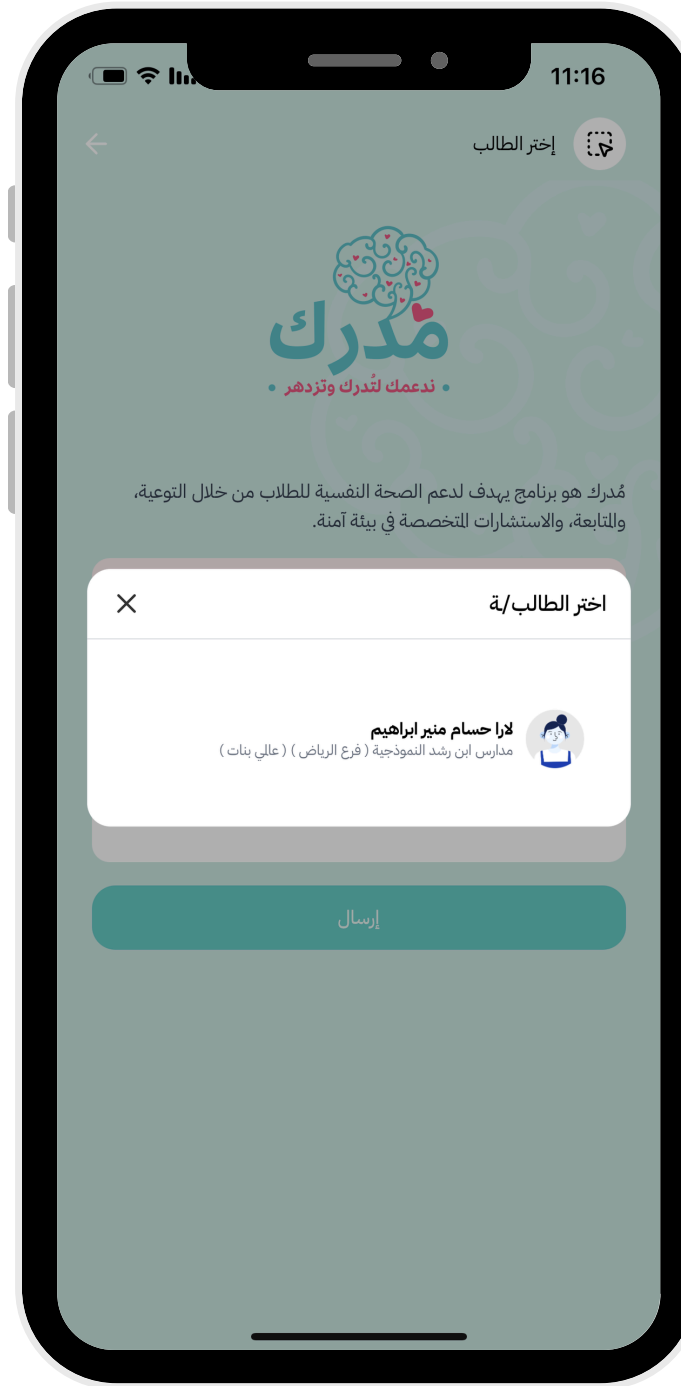 11:16
إختر الطالب
مُدرك
• ندعمك لتُدرك وتزدهر •
مُدرك هو برنامج يهدف لدعم الصحة النفسية للطلاب من خلال التوعية،
والمتابعة، والاستشارات المتخصصة في بيئة آمنة.
اختر الطالب/ـة
لارا حسام منير ابراهيم
مدارس ابن رشد النموذجية ( فرع الرياض ) ( عالي بنات )
إرسال